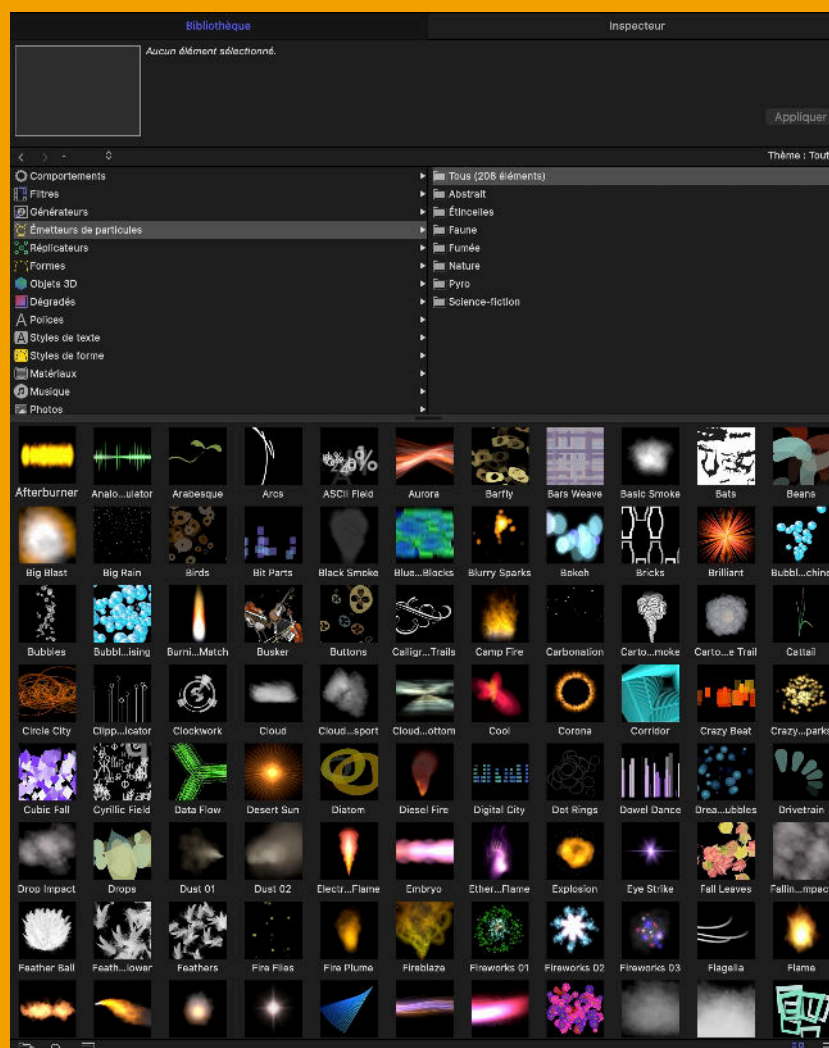 Bibliothèque Inspecteur
Aucun élément sélectionné.
Appliquer
Thème : Tout
Comportements
Filtres
Générateurs
Émetteurs de particules
Réplicateurs
Formes
Objets 3D
Dégradés
Polices
Styles de texte
Styles de forme
Matériaux
Musique
Photos
Tous (206 éléments)
Abstrait
Étincelles
Faune
Fumée
Nature
Pyro
Science-fiction
Afterburner Analo...ulator Arabesque Arcs ASCII Field Aurora Barfly Bars Weave Basic Smoke Bats Beans
Big Blast Big Rain Birds Bit Parts Black Smoke Blue...Blocks Blurry Sparks Bokeh Bricks Brilliant Bubbl...chine
Bubbles Bubbl...ising Burni...Match Busker Buttons Calligr...Trails Camp Fire Carbonation Carto...moke Carto...e Trail Cattail
Circle City Clipp...licator Clockwork Cloud Cloud...sport Cloud...ottom Cool Corona Corridor Crazy Beat Crazy...parks
Cubic Fall Cyrillic Field Data Flow Desert Sun Diatom Diesel Fire Digital City Dot Rings Dowel Dance Drea...ubbles Drivetrain
Drop Impact Drops Dust 01 Dust 02 Electr...Flame Embryo Ether...Flame Explosion Eye Strike Fall Leaves Fallin...mpact
Feather Ball Feath...lower Feathers Fire Flies Fire Plume Fireblaze Fireworks 01 Fireworks 02 Fireworks 03 Flagella Flame